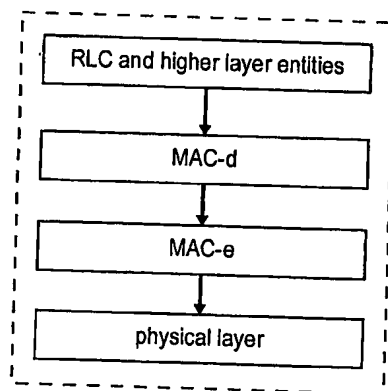 RLC and higher layer entities
MAC-d
MAC-e
physical layer